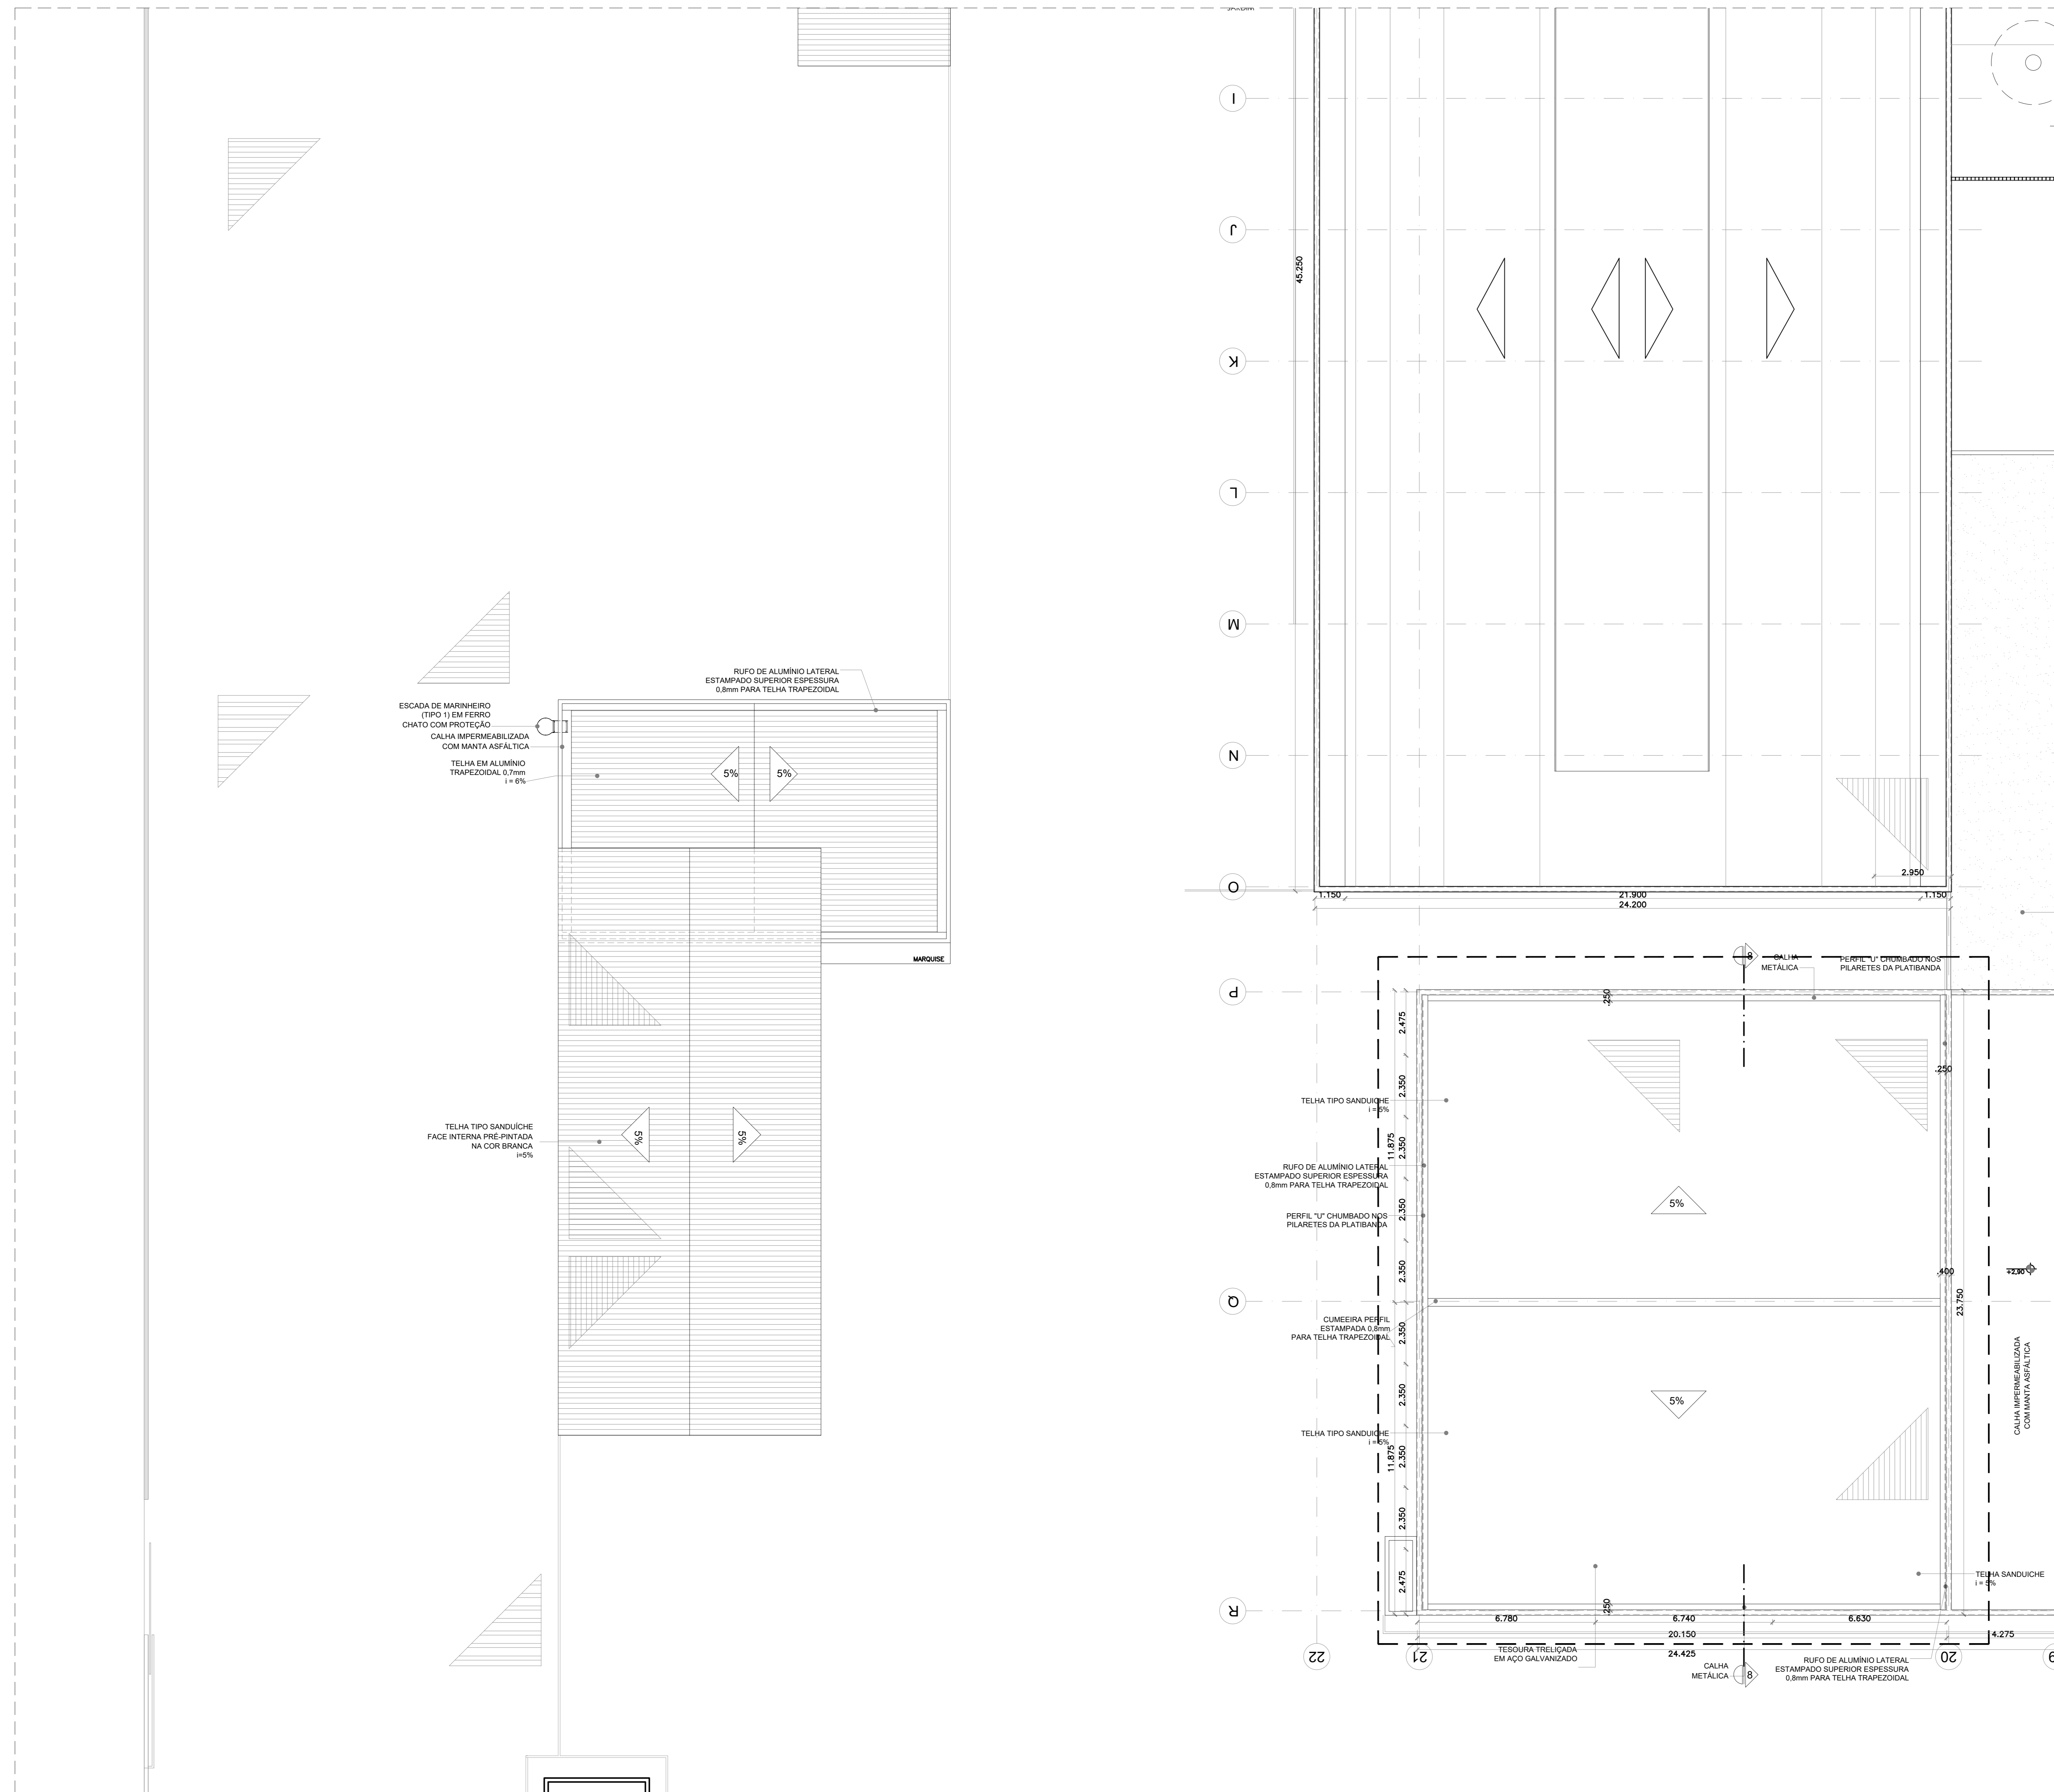 I
J
45.250
K
L
M
RUFO DE ALUMÍNIO LATERAL
ESTAMPADO SUPERIOR ESPESSURA
0,8mm PARA TELHA TRAPEZOIDAL
ESCADA DE MARINHEIRO
(TIPO 1) EM FERRO
CHATO COM PROTEÇÃO
CALHA IMPERMEABILIZADA
COM MANTA ASFÁLTICA
TELHA EM ALUMÍNIO
TRAPEZOIDAL 0,7mm
i = 6%
5%
5%
MARQUISE
TELHA TIPO SANDUÍCHE
FACE INTERNA PRÉ-PINTADA
NA COR BRANCA
i=5%
5%
5%
N
O
2.950
1.150
21.900
1.150
24.200
8
CALHA
METÁLICA
PERFIL "U" CHUMBADO NOS
PILARETES DA PLATIBANDA
P
.250
2.475
2.350
2.350
2.350
2.350
2.350
2.350
2.350
2.350
2.475
11.875
11.875
.250
TELHA TIPO SANDUICHE
i = 5%
RUFO DE ALUMÍNIO LATERAL
ESTAMPADO SUPERIOR ESPESSURA
0,8mm PARA TELHA TRAPEZOIDAL
PERFIL "U" CHUMBADO NOS
PILARETES DA PLATIBANDA
5%
.400
+2,90
23.750
Q
CUMEEIRA PERFIL
ESTAMPADA 0,8mm
PARA TELHA TRAPEZOIDAL
CALHA IMPERMEABILIZADA
COM MANTA ASFÁLTICA
5%
TELHA TIPO SANDUICHE
i = 5%
TELHA SANDUICHE
i = 5%
.250
R
6.780
6.740
6.630
20.150
4.275
24.425
TESOURA TRELIÇADA
EM AÇO GALVANIZADO
22
21
20
CALHA
METÁLICA
8
RUFO DE ALUMÍNIO LATERAL
ESTAMPADO SUPERIOR ESPESSURA
0,8mm PARA TELHA TRAPEZOIDAL